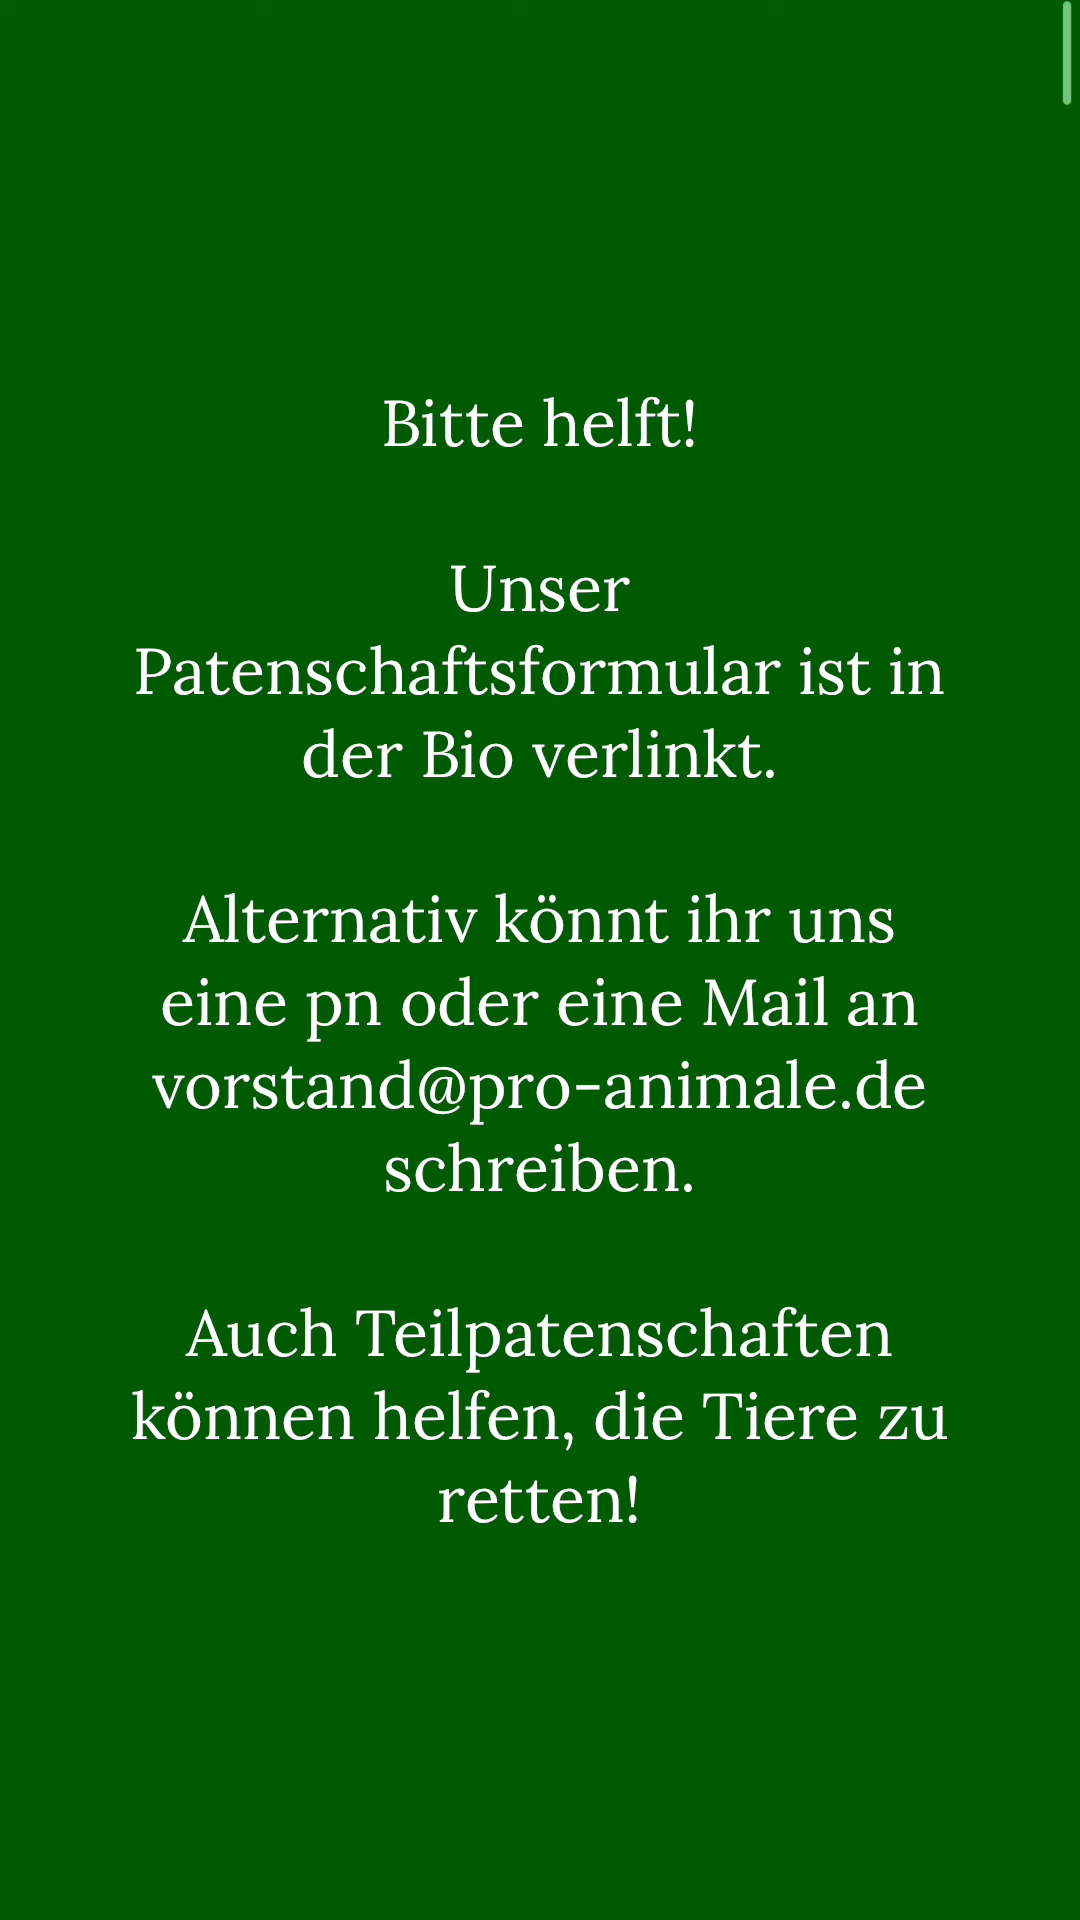 Bitte helft!
Unser
Patenschaftsformular ist in
der Bio verlinkt.
Alternativ könnt ihr uns
eine pn oder eine Mail an
vorstand@pro-animale.de
schreiben.
Auch Teilpatenschaften
können helfen, die Tiere zu
retten!